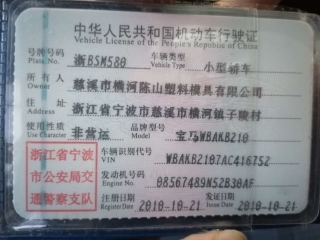 中华人民共和国机动车行驶证
Vehicle License of the People's Republic of China
号牌号码 浙BSM580 车辆类型 小型轿车
Plate No. Vehicle Type
所有人 慈溪市横河陈山塑料模具有限公司
Owner
住址 浙江省宁波市慈溪市横河镇子陵村
Address
使用性质 非营运 品牌型号 宝马WBAKB210
Use Character Model
浙江省宁波
市公安局交
通警察支队
车辆识别代号 WBAKB2107AC416752
VIN
发动机号码 08567489N52B30AF
Engine No.
注册日期 2010-10-21 发证日期 2010-10-21
Register Date Issue Date